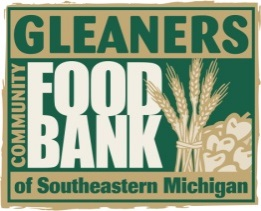 GLEANERS
COMMUNITY
FOOD
BANK
of Southeastern Michigan